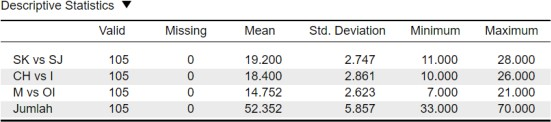 Descriptive Statistics ▼
Valid Missing Mean Std. Deviation Minimum Maximum
SK vs SJ 105 0 19.200 2.747 11.000 28.000
CH vs I 105 0 18.400 2.861 10.000 26.000
M vs OI 105 0 14.752 2.623 7.000 21.000
Jumlah 105 0 52.352 5.857 33.000 70.000